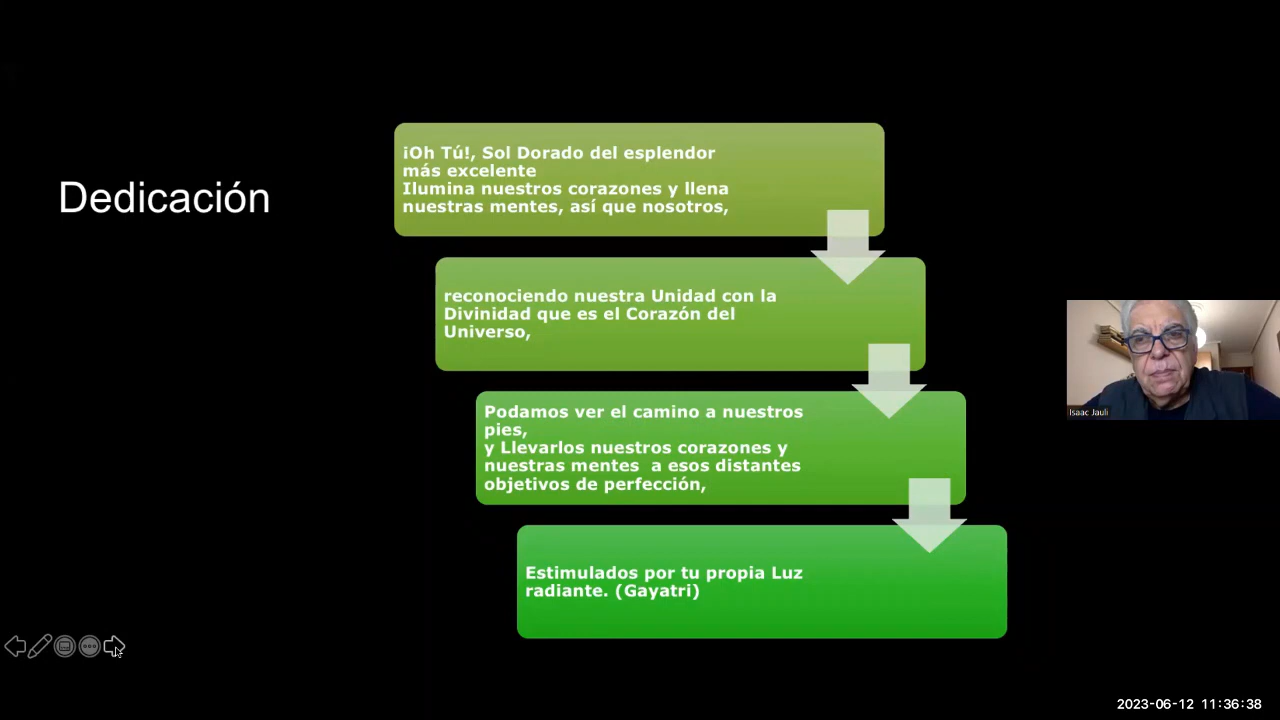 Dedicación
¡Oh Tú!, Sol Dorado del esplendor
más excelente
Ilumina nuestros corazones y llena
nuestras mentes, así que nosotros,
reconociendo nuestra Unidad con la
Divinidad que es el Corazón del
Universo,
Podamos ver el camino a nuestros
pies,
y Llevarlos nuestros corazones y
nuestras mentes  a esos distantes
objetivos de perfección,
Estimulados por tu propia Luz
radiante. (Gayatri)
Isaac Jauli
2023-06-12 11:36:38